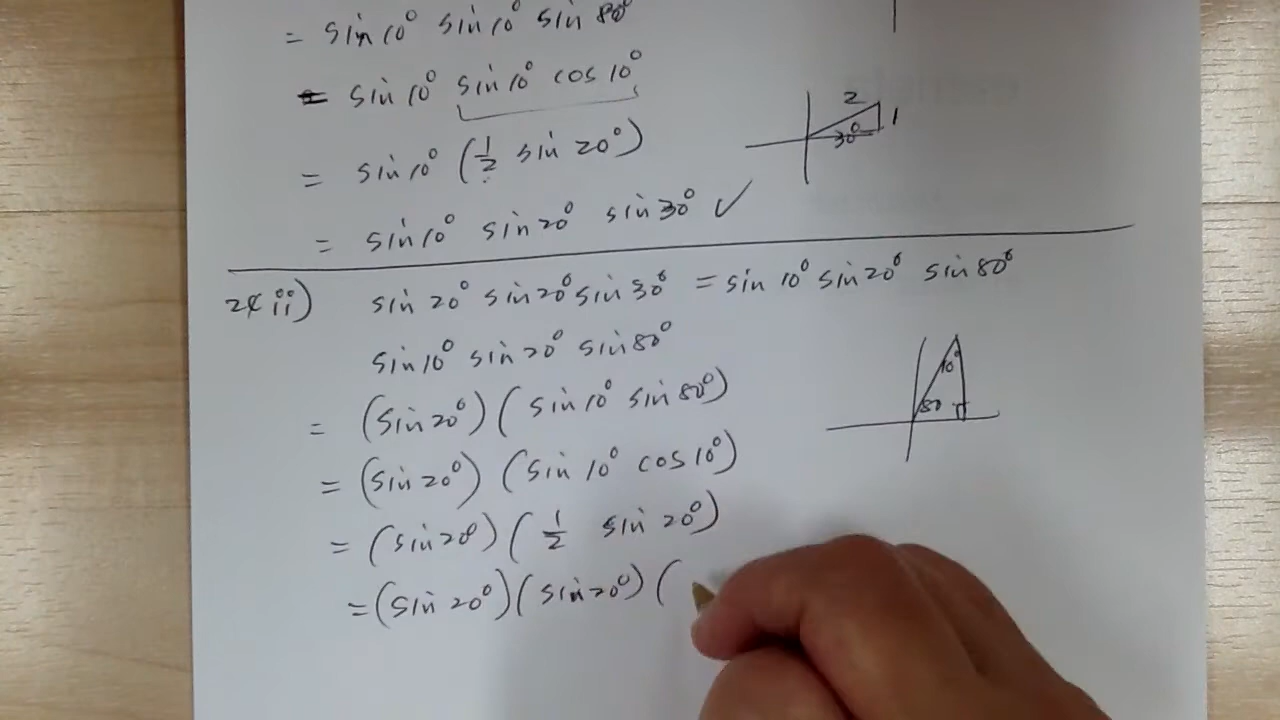 = sin 10° sin 10° sin 80°
= sin 10° sin 10° cos 10°
= sin 10° (1/2 sin 20°)
= sin 10° sin 20° sin 30° ✓
2 1 30°
ii) sin 20° sin 20° sin 30° = sin 10° sin 20° sin 80°
sin 10° sin 20° sin 80°
= (sin 20°) (sin 10° sin 80°)
= (sin 20°) (sin 10° cos 10°)
= (sin 20°) (1/2 sin 20°)
= (sin 20°) (sin 20°) (
10° 80